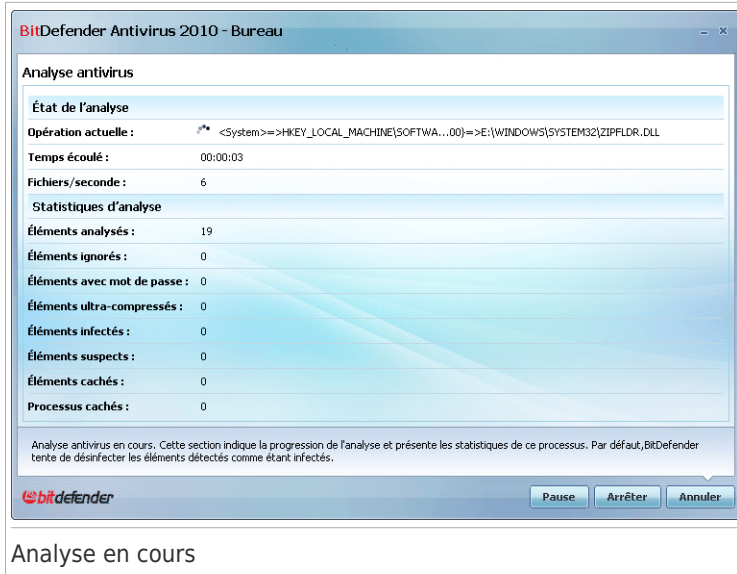 BitDefender Antivirus 2010 - Bureau
Analyse antivirus
État de l'analyse
Opération actuelle : <System>=>HKEY_LOCAL_MACHINE\SOFTWA...00}=>E:\WINDOWS\SYSTEM32\ZIPFLDR.DLL
Temps écoulé : 00:00:03
Fichiers/seconde : 6
Statistiques d'analyse
Éléments analysés : 19
Éléments ignorés : 0
Éléments avec mot de passe : 0
Éléments ultra-compressés : 0
Éléments infectés : 0
Éléments suspects : 0
Éléments cachés : 0
Processus cachés : 0
Analyse antivirus en cours. Cette section indique la progression de l'analyse et présente les statistiques de ce processus. Par défaut,BitDefender
tente de désinfecter les éléments détectés comme étant infectés.
bitdefender Pause Arrêter Annuler
Analyse en cours